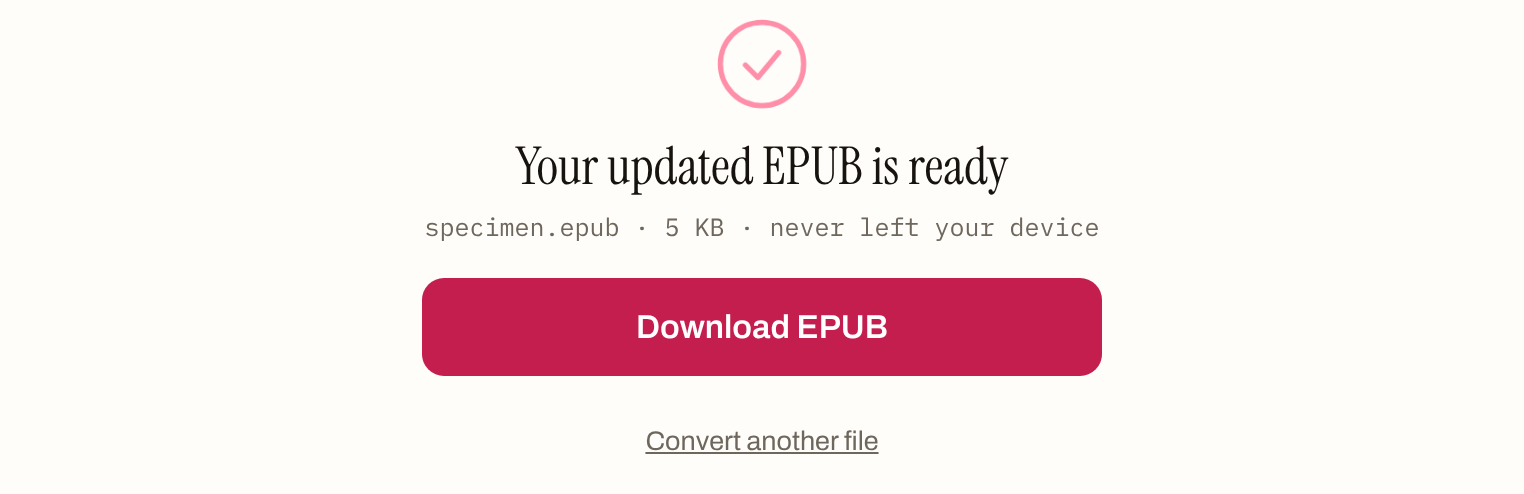 Your updated EPUB is ready
specimen.epub · 5 KB · never left your device
Download EPUB
Convert another file